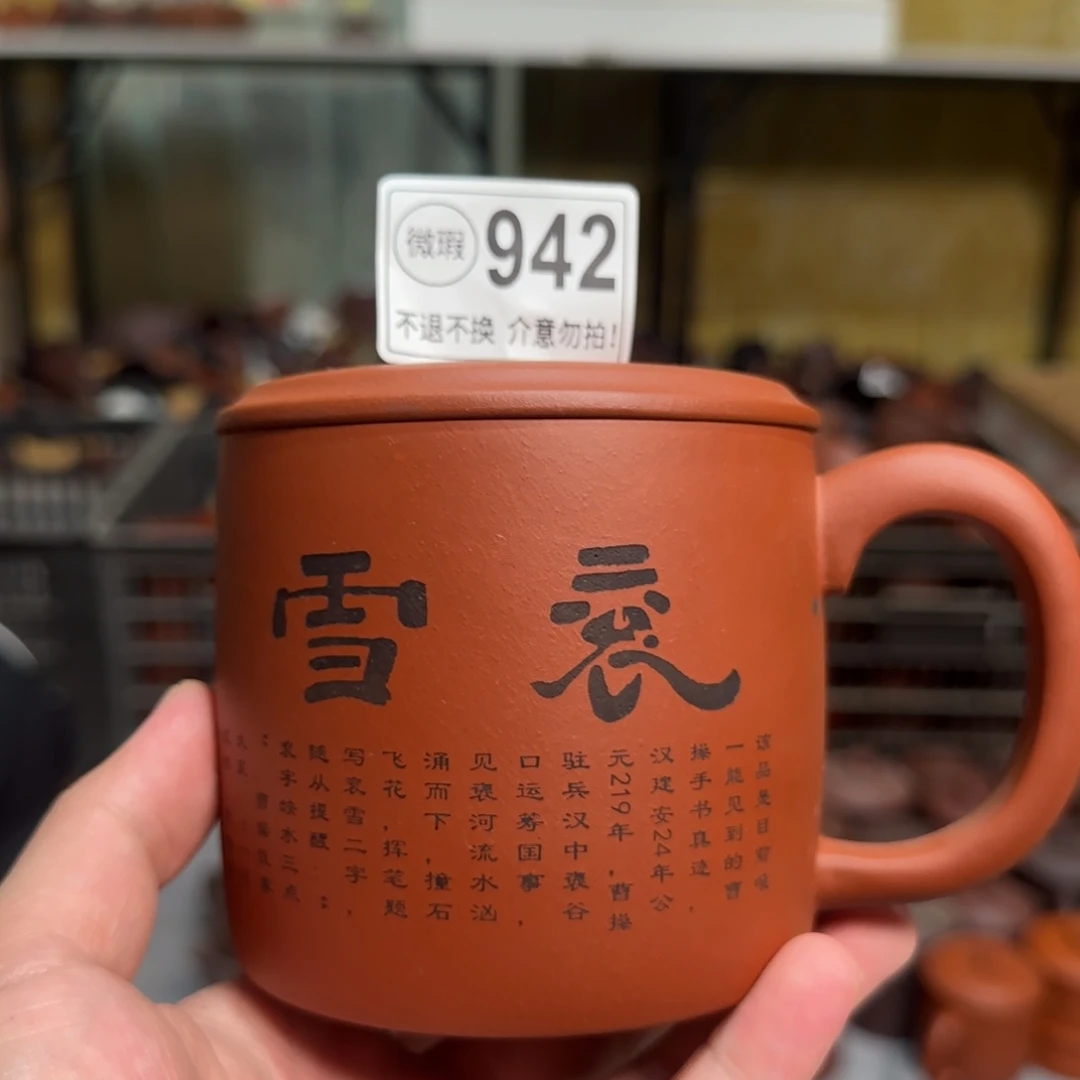 微瑕 942
不退不换 介意勿拍!
衮雪
该品是目前唯
一能见到的曹
操手书真迹，
汉建安24年公
元219年，曹操
驻兵汉中褒谷
口运筹国事，
见褒河流水汹
涌而下，撞石
飞花，挥笔题
写衮雪二字，
随从提醒：
衮字缺水三点